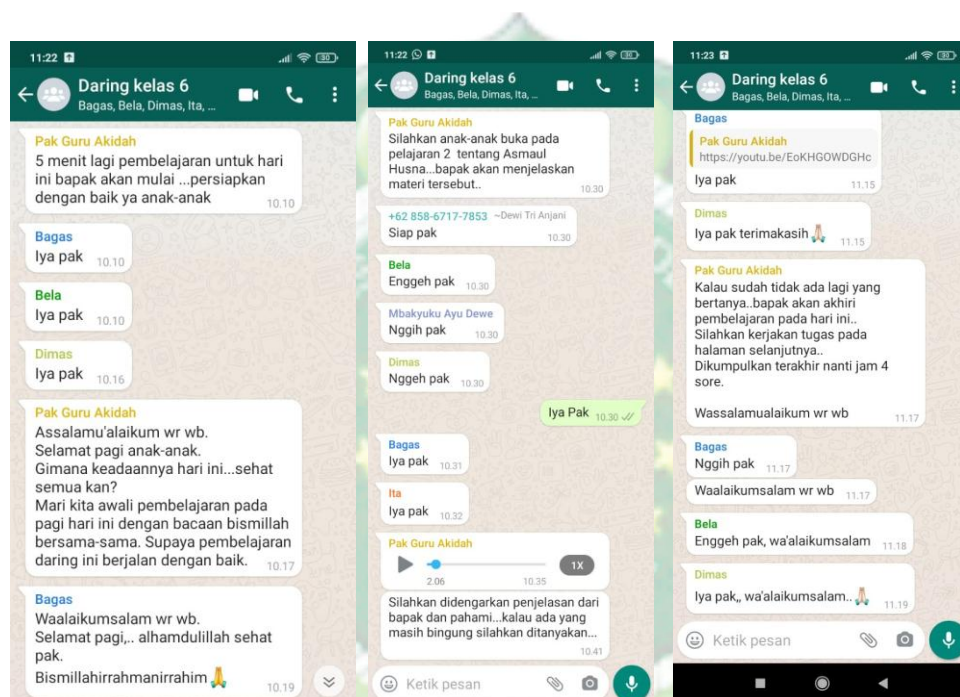 11:22
30
Daring kelas 6
Bagas, Bela, Dimas, Ita, ...
Pak Guru Akidah
5 menit lagi pembelajaran untuk hari
ini bapak akan mulai ...persiapkan
dengan baik ya anak-anak
10.10
Bagas
Iya pak
10.10
Bela
Iya pak
10.10
Dimas
Iya pak
10.16
Pak Guru Akidah
Assalamu'alaikum wr wb.
Selamat pagi anak-anak.
Gimana keadaannya hari ini...sehat
semua kan?
Mari kita awali pembelajaran pada
pagi hari ini dengan bacaan bismillah
bersama-sama. Supaya pembelajaran
daring ini berjalan dengan baik.
10.17
Bagas
Waalaikumsalam wr wb.
Selamat pagi,.. alhamdulillah sehat
pak.
Bismillahirrahmanirrahim🙏
10.19
11:22
30
Daring kelas 6
Bagas, Bela, Dimas, Ita, ...
Pak Guru Akidah
Silahkan anak-anak buka pada
pelajaran 2 tentang Asmaul
Husna...bapak akan menjelaskan
materi tersebut..
10.30
+62 858-6717-7853 ~Dewi Tri Anjani
Siap pak
10.30
Bela
Enggeh pak
10.30
Mbakyuku Ayu Dewe
Nggih pak
10.30
Dimas
Nggeh pak
10.30
Iya Pak
10.30
Bagas
Iya pak
10.31
Ita
Iya pak
10.32
Pak Guru Akidah
1X
2.06
10.35
Silahkan didengarkan penjelasan dari
bapak dan pahami...kalau ada yang
masih bingung silahkan ditanyakan...
10.41
Ketik pesan
11:23
30
Daring kelas 6
Bagas, Bela, Dimas, Ita, ...
Bagas
Pak Guru Akidah
https://youtu.be/EoKHGOWDGHc
Iya pak
11.15
Dimas
Iya pak terimakasih🙏
11.15
Pak Guru Akidah
Kalau sudah tidak ada lagi yang
bertanya..bapak akan akhiri
pembelajaran pada hari ini..
Silahkan kerjakan tugas pada
halaman selanjutnya..
Dikumpulkan terakhir nanti jam 4
sore.
Wassalamualaikum wr wb
11.17
Bagas
Nggih pak
11.17
Waalaikumsalam wr wb
11.17
Bela
Enggeh pak, wa'alaikumsalam
11.18
Dimas
Iya pak,, wa'alaikumsalam..🙏
11.19
Ketik pesan